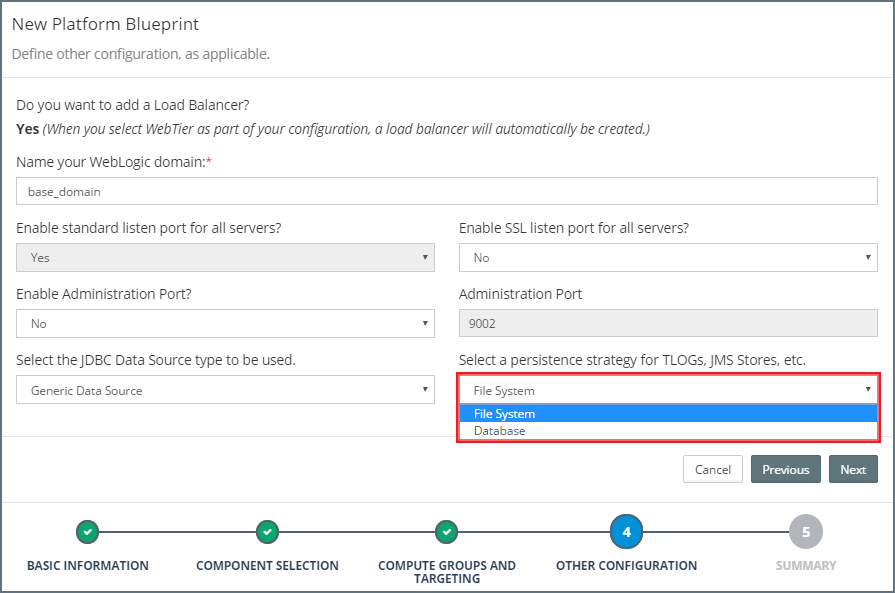 New Platform Blueprint
Define other configuration, as applicable.
Do you want to add a Load Balancer?
Yes (When you select WebTier as part of your configuration, a load balancer will automatically be created.)
Name your WebLogic domain:*
base_domain
Enable standard listen port for all servers? Enable SSL listen port for all servers?
Yes No
Enable Administration Port? Administration Port
No 9002
Select the JDBC Data Source type to be used. Select a persistence strategy for TLOGs, JMS Stores, etc.
Generic Data Source File System
File System
Database
Cancel Previous Next
4 5
BASIC INFORMATION COMPONENT SELECTION COMPUTE GROUPS AND OTHER CONFIGURATION SUMMARY
TARGETING